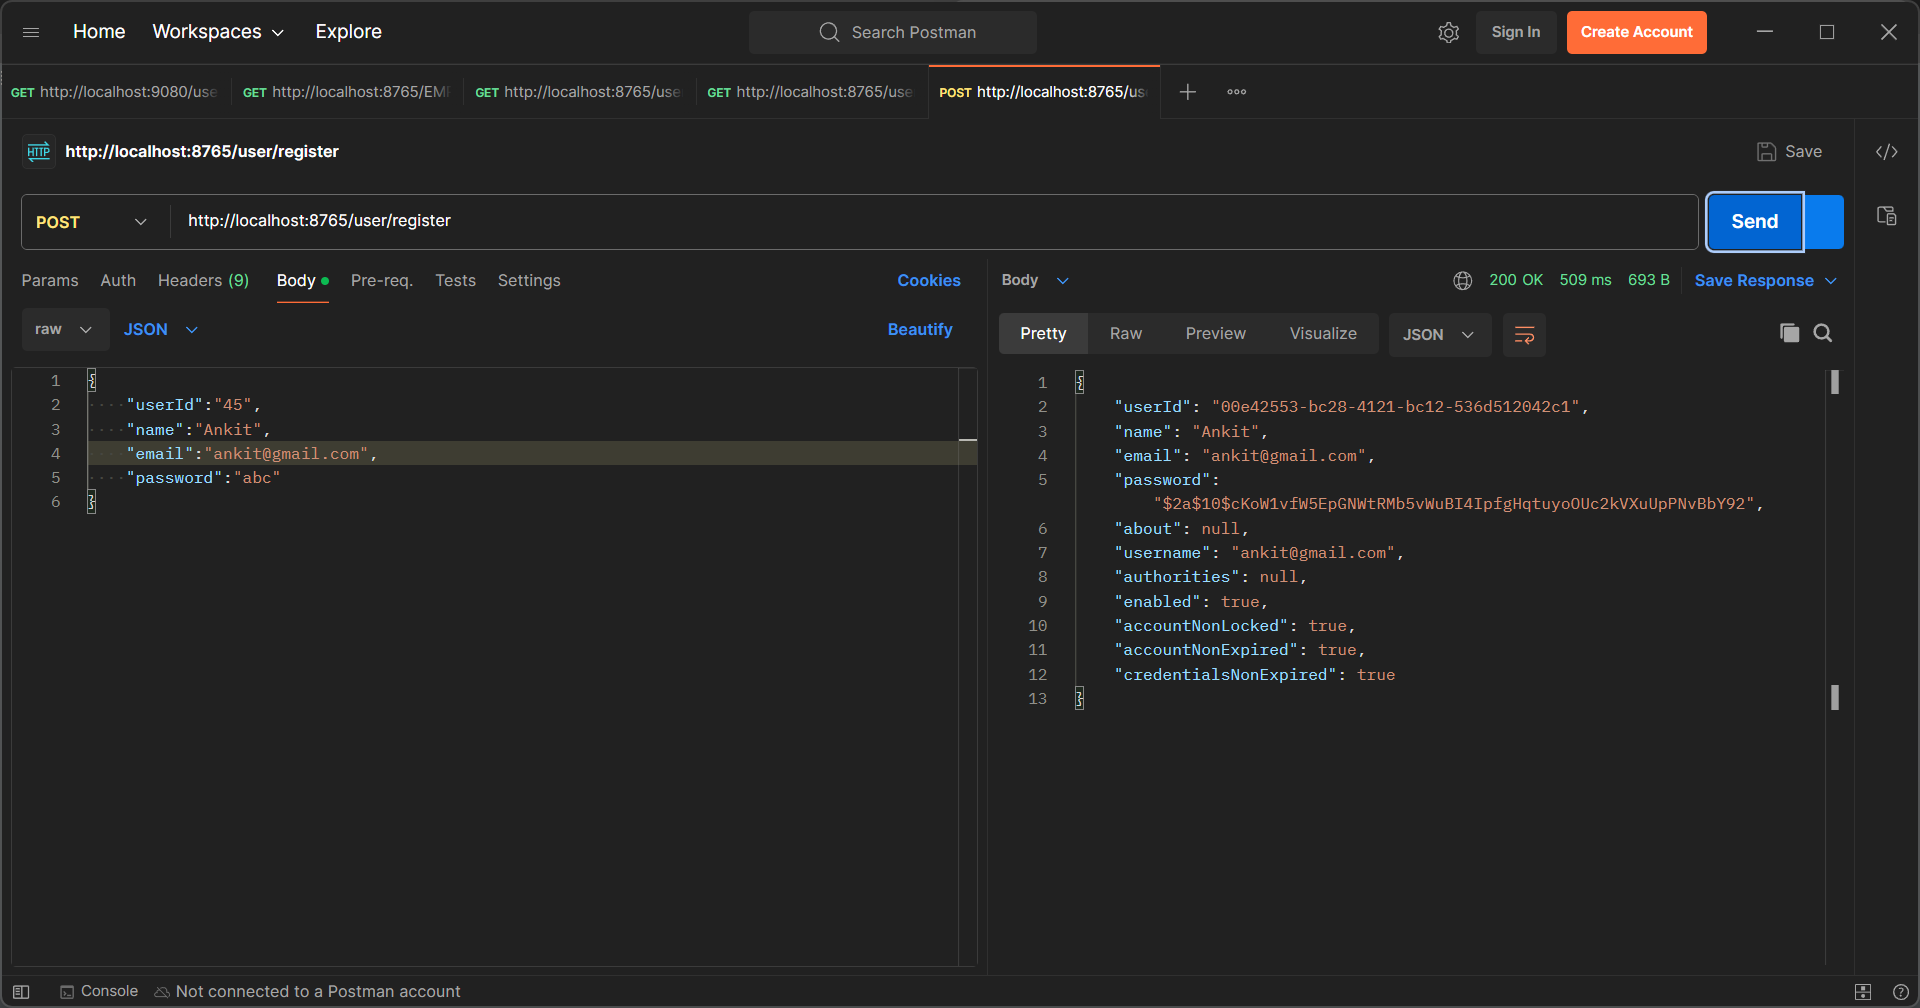 Home Workspaces Explore Search Postman Sign In Create Account
GET http://localhost:9080/use GET http://localhost:8765/EMF GET http://localhost:8765/use GET http://localhost:8765/use POST http://localhost:8765/us
HTTP http://localhost:8765/user/register Save </>
POST http://localhost:8765/user/register Send
Params Auth Headers (9) Body Pre-req. Tests Settings Cookies
raw JSON Beautify
1 {
2 "userId":"45",
3 "name":"Ankit",
4 "email":"ankit@gmail.com",
5 "password":"abc"
6 }
Body 200 OK 509 ms 693 B Save Response
Pretty Raw Preview Visualize JSON
1 {
2 "userId": "00e42553-bc28-4121-bc12-536d512042c1",
3 "name": "Ankit",
4 "email": "ankit@gmail.com",
5 "password":
"$2a$10$cKoW1vfW5EpGNWtRMb5vWuBI4IpfgHqtuyoOUc2kVXuUpPNvBbY92",
6 "about": null,
7 "username": "ankit@gmail.com",
8 "authorities": null,
9 "enabled": true,
10 "accountNonLocked": true,
11 "accountNonExpired": true,
12 "credentialsNonExpired": true
13 }
Console Not connected to a Postman account